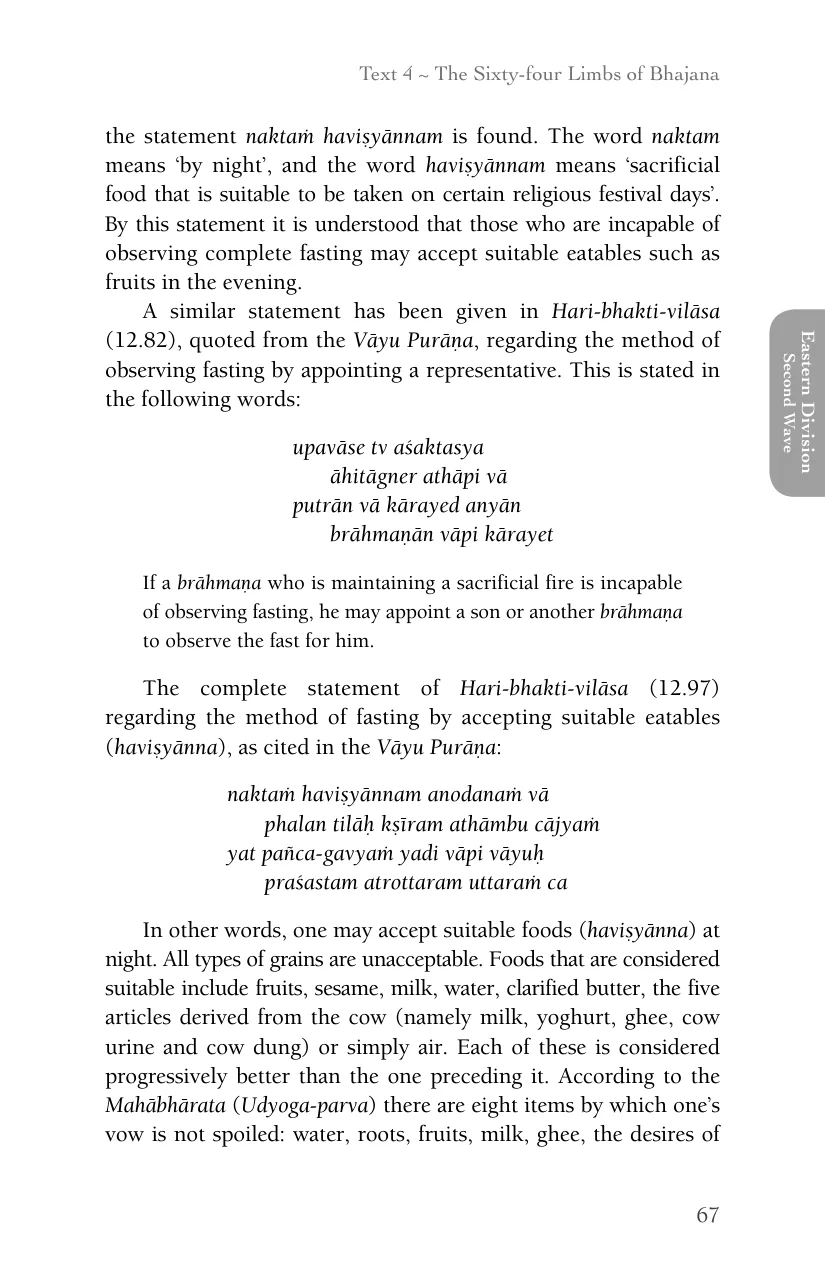 Text 4 ~ The Sixty-four Limbs of Bhajana
the statement naktaṁ haviṣyānnam is found. The word naktam
means ‘by night’, and the word haviṣyānnam means ‘sacrificial
food that is suitable to be taken on certain religious festival days’.
By this statement it is understood that those who are incapable of
observing complete fasting may accept suitable eatables such as
fruits in the evening.
A similar statement has been given in Hari-bhakti-vilāsa
(12.82), quoted from the Vāyu Purāṇa, regarding the method of
observing fasting by appointing a representative. This is stated in
the following words:
upavāse tv aśaktasya
āhitāgner athāpi vā
putrān vā kārayed anyān
brāhmaṇān vāpi kārayet
If a brāhmaṇa who is maintaining a sacrificial fire is incapable
of observing fasting, he may appoint a son or another brāhmaṇa
to observe the fast for him.
The complete statement of Hari-bhakti-vilāsa (12.97)
regarding the method of fasting by accepting suitable eatables
(haviṣyānna), as cited in the Vāyu Purāṇa:
naktaṁ haviṣyānnam anodanaṁ vā
phalan tilāḥ kṣīram athāmbu cājyaṁ
yat pañca-gavyaṁ yadi vāpi vāyuḥ
praśastam atrottaram uttaraṁ ca
In other words, one may accept suitable foods (haviṣyānna) at
night. All types of grains are unacceptable. Foods that are considered
suitable include fruits, sesame, milk, water, clarified butter, the five
articles derived from the cow (namely milk, yoghurt, ghee, cow
urine and cow dung) or simply air. Each of these is considered
progressively better than the one preceding it. According to the
Mahābhārata (Udyoga-parva) there are eight items by which one’s
vow is not spoiled: water, roots, fruits, milk, ghee, the desires of
Eastern Division
Second Wave
67